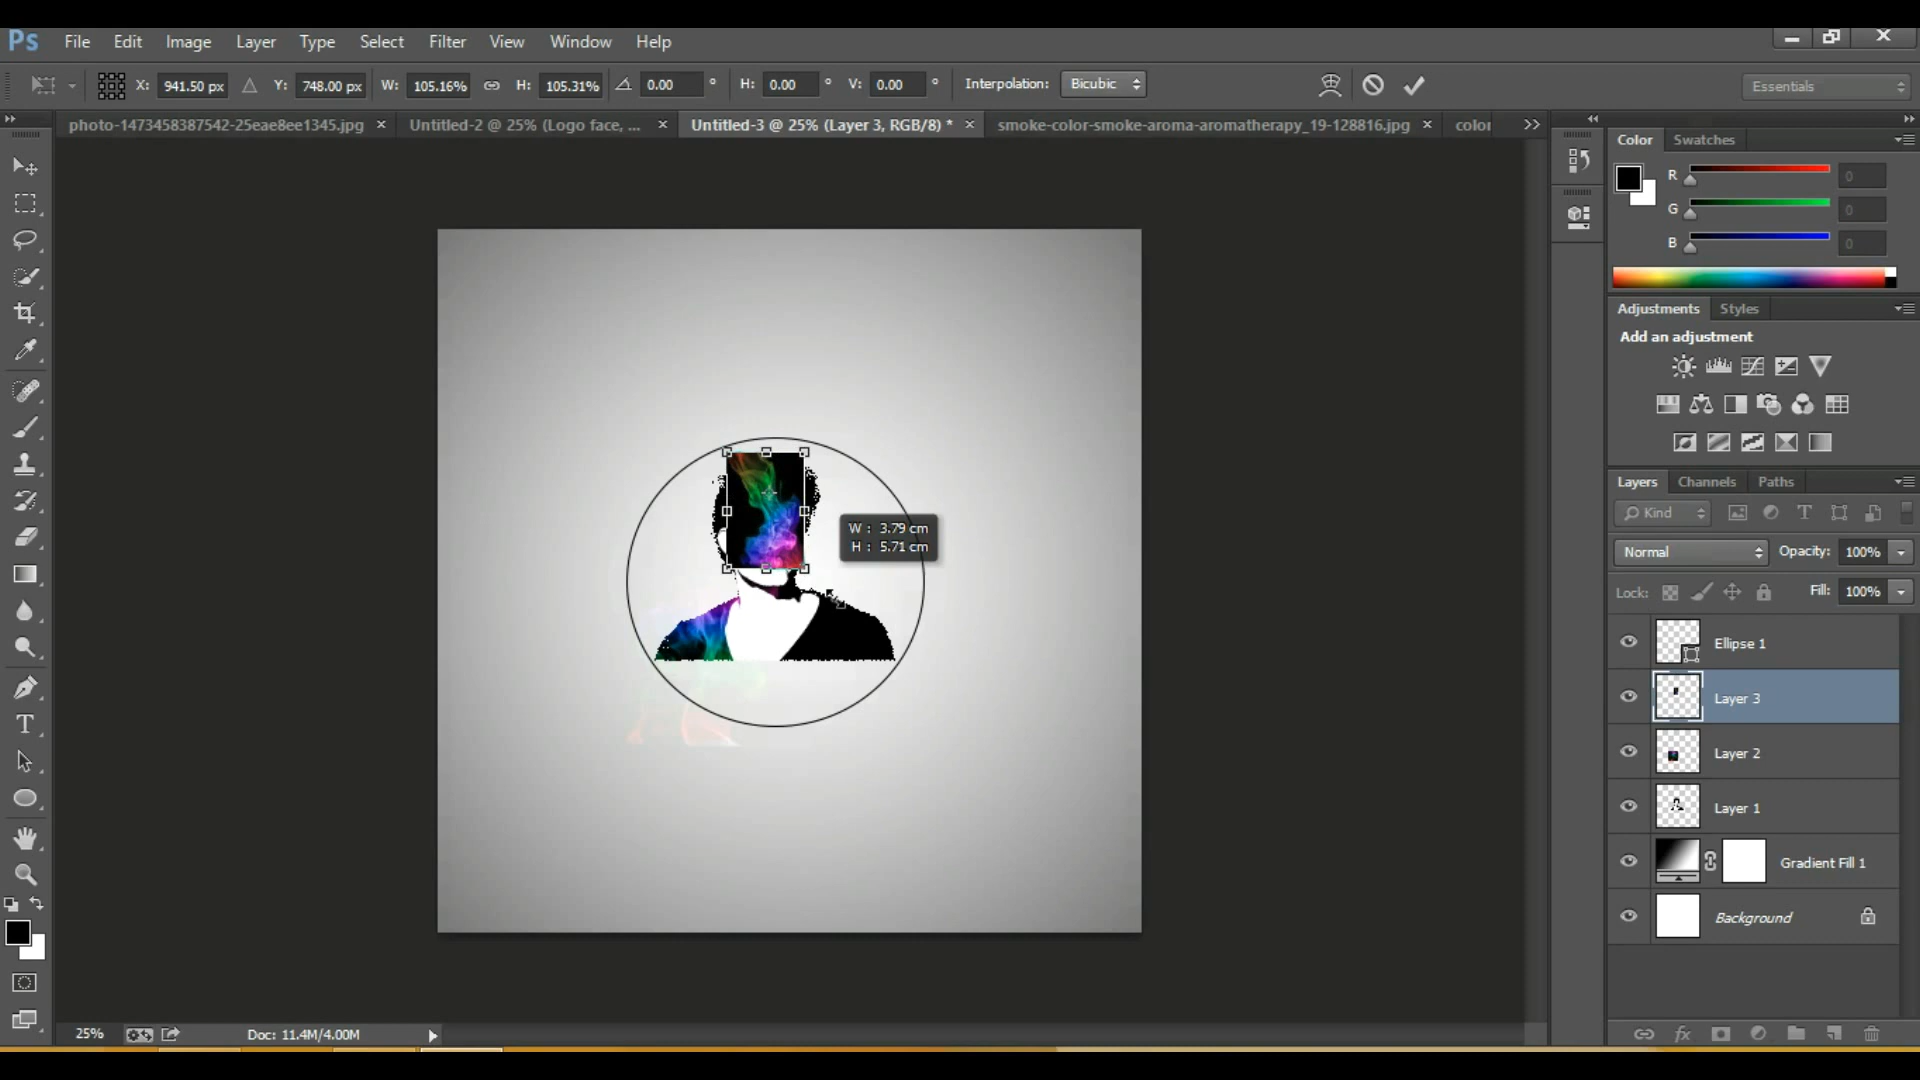 Ps File Edit Image Layer Type Select Filter View Window Help
X: 941.50 px Y: 748.00 px W: 105.16% H: 105.31% 0.00 ° H: 0.00 ° V: 0.00 ° Interpolation: Bicubic Essentials
photo-1473458387542-25eae8ee1345.jpg × Untitled-2 @ 25% (Logo face, ... × Untitled-3 @ 25% (Layer 3, RGB/8) * × smoke-color-smoke-aroma-aromatherapy_19-128816.jpg × color
Color Swatches
R 0
G 0
B 0
Adjustments Styles
Add an adjustment
Layers Channels Paths
Kind
Normal Opacity: 100%
Lock: Fill: 100%
Ellipse 1
Layer 3
Layer 2
Layer 1
Gradient Fill 1
Background
W : 3.79 cm
H : 5.71 cm
25% Doc: 11.4M/4.00M